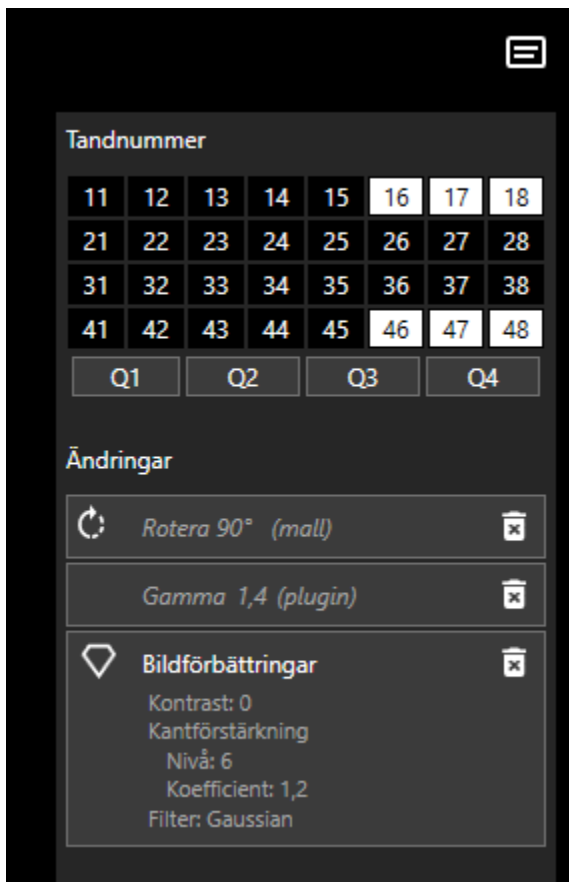 Tandnummer
11 12 13 14 15 16 17 18
21 22 23 24 25 26 27 28
31 32 33 34 35 36 37 38
41 42 43 44 45 46 47 48
Q1 Q2 Q3 Q4
Ändringar
Rotera 90° (mall)
Gamma 1,4 (plugin)
Bildförbättringar
Kontrast: 0
Kantförstärkning
Nivå: 6
Koefficient: 1,2
Filter: Gaussian